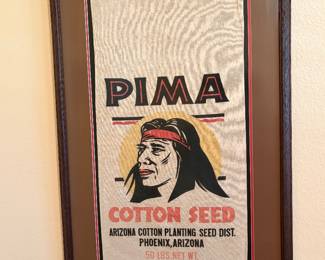 PIMA
COTTON SEED
ARIZONA COTTON PLANTING SEED DIST.
PHOENIX, ARIZONA
50 LBS. NET WT.